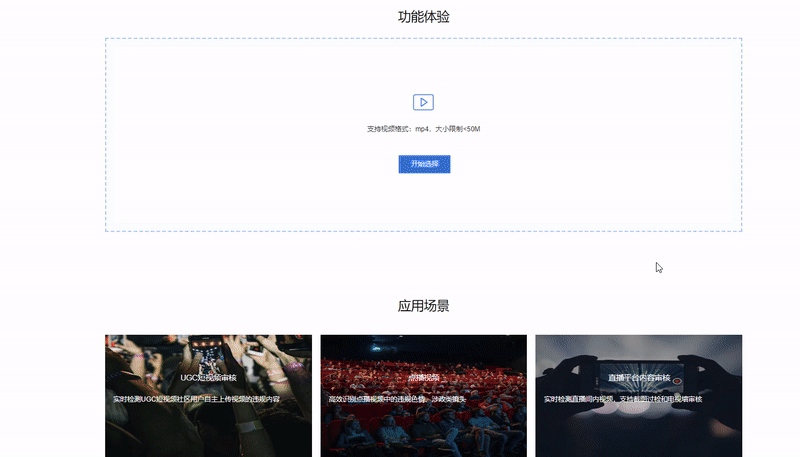 功能体验
支持视频格式：mp4，大小限制<50M
开始选择
应用场景
UGC短视频审核
实时检测UGC短视频社区用户自主上传视频的违规内容
点播视频
高效识别点播视频中的违规色情、涉政类镜头
直播平台内容审核
实时检测直播间内视频，支持截图过检和电视墙审核